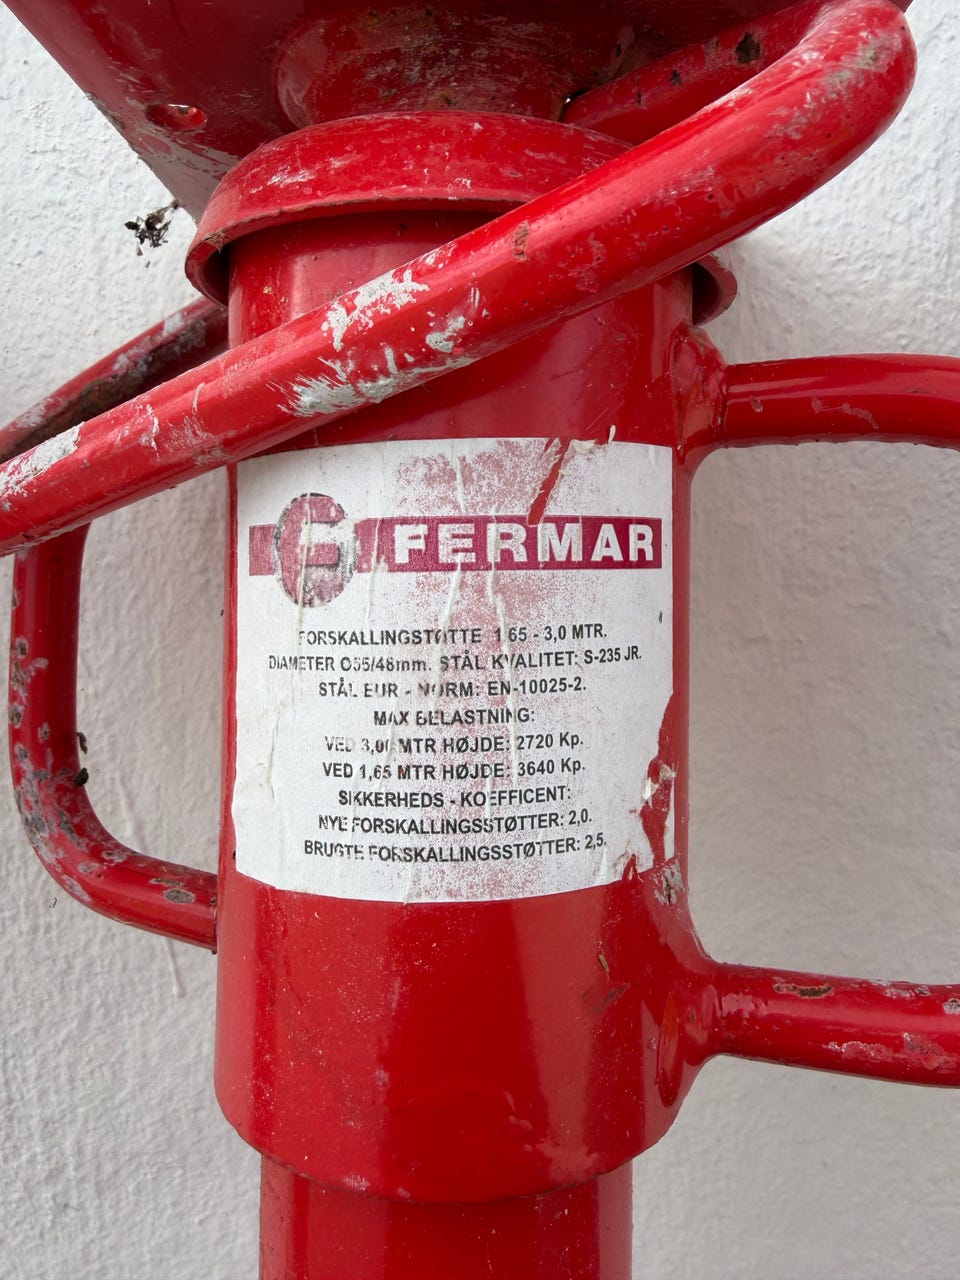 FERMAR
FORSKALLINGSTØTTE 1,65 - 3,0 MTR.
DIAMETER O55/48mm. STÅL KVALITET: S-235 JR.
STÅL EUR - NORM: EN-10025-2.
MAX BELASTNING:
VED 3,00 MTR HØJDE: 2720 Kp.
VED 1,65 MTR HØJDE: 3640 Kp.
SIKKERHEDS - KOEFFICENT:
NYE FORSKALLINGSSTØTTER: 2,0.
BRUGTE FORSKALLINGSSTØTTER: 2,5.